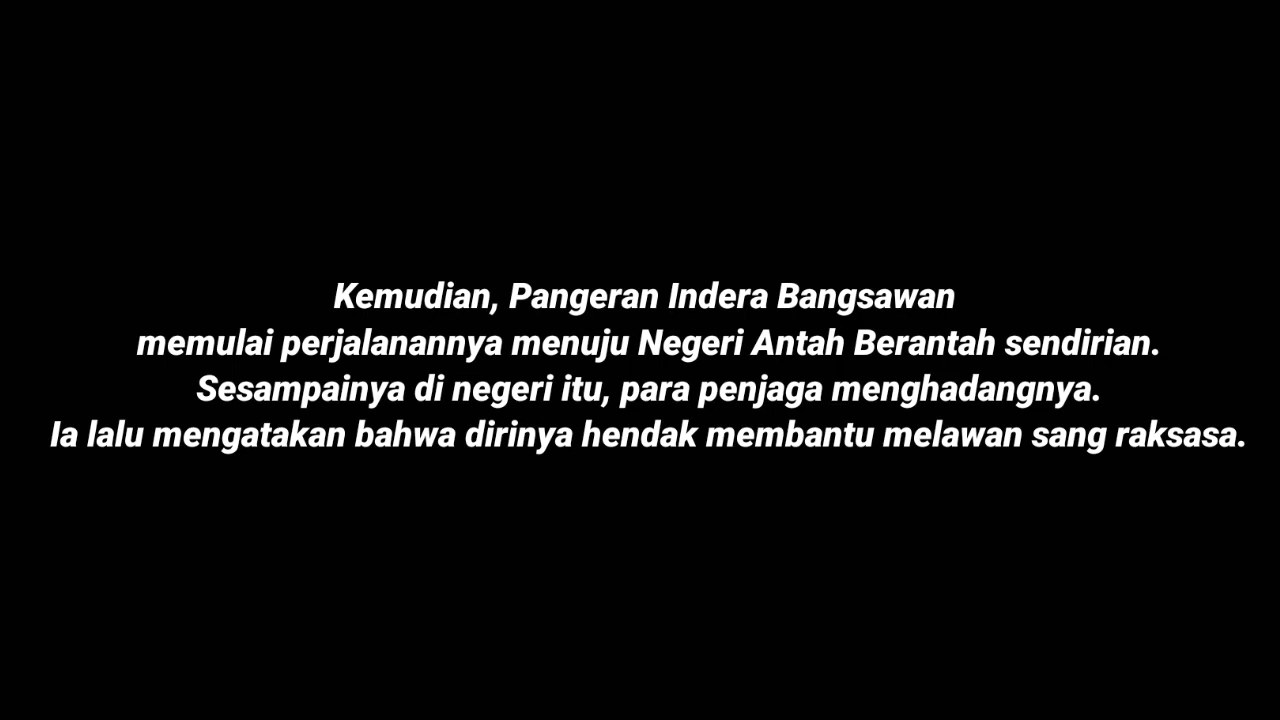 Kemudian, Pangeran Indera Bangsawan
memulai perjalanannya menuju Negeri Antah Berantah sendirian.
Sesampainya di negeri itu, para penjaga menghadangnya.
Ia lalu mengatakan bahwa dirinya hendak membantu melawan sang raksasa.